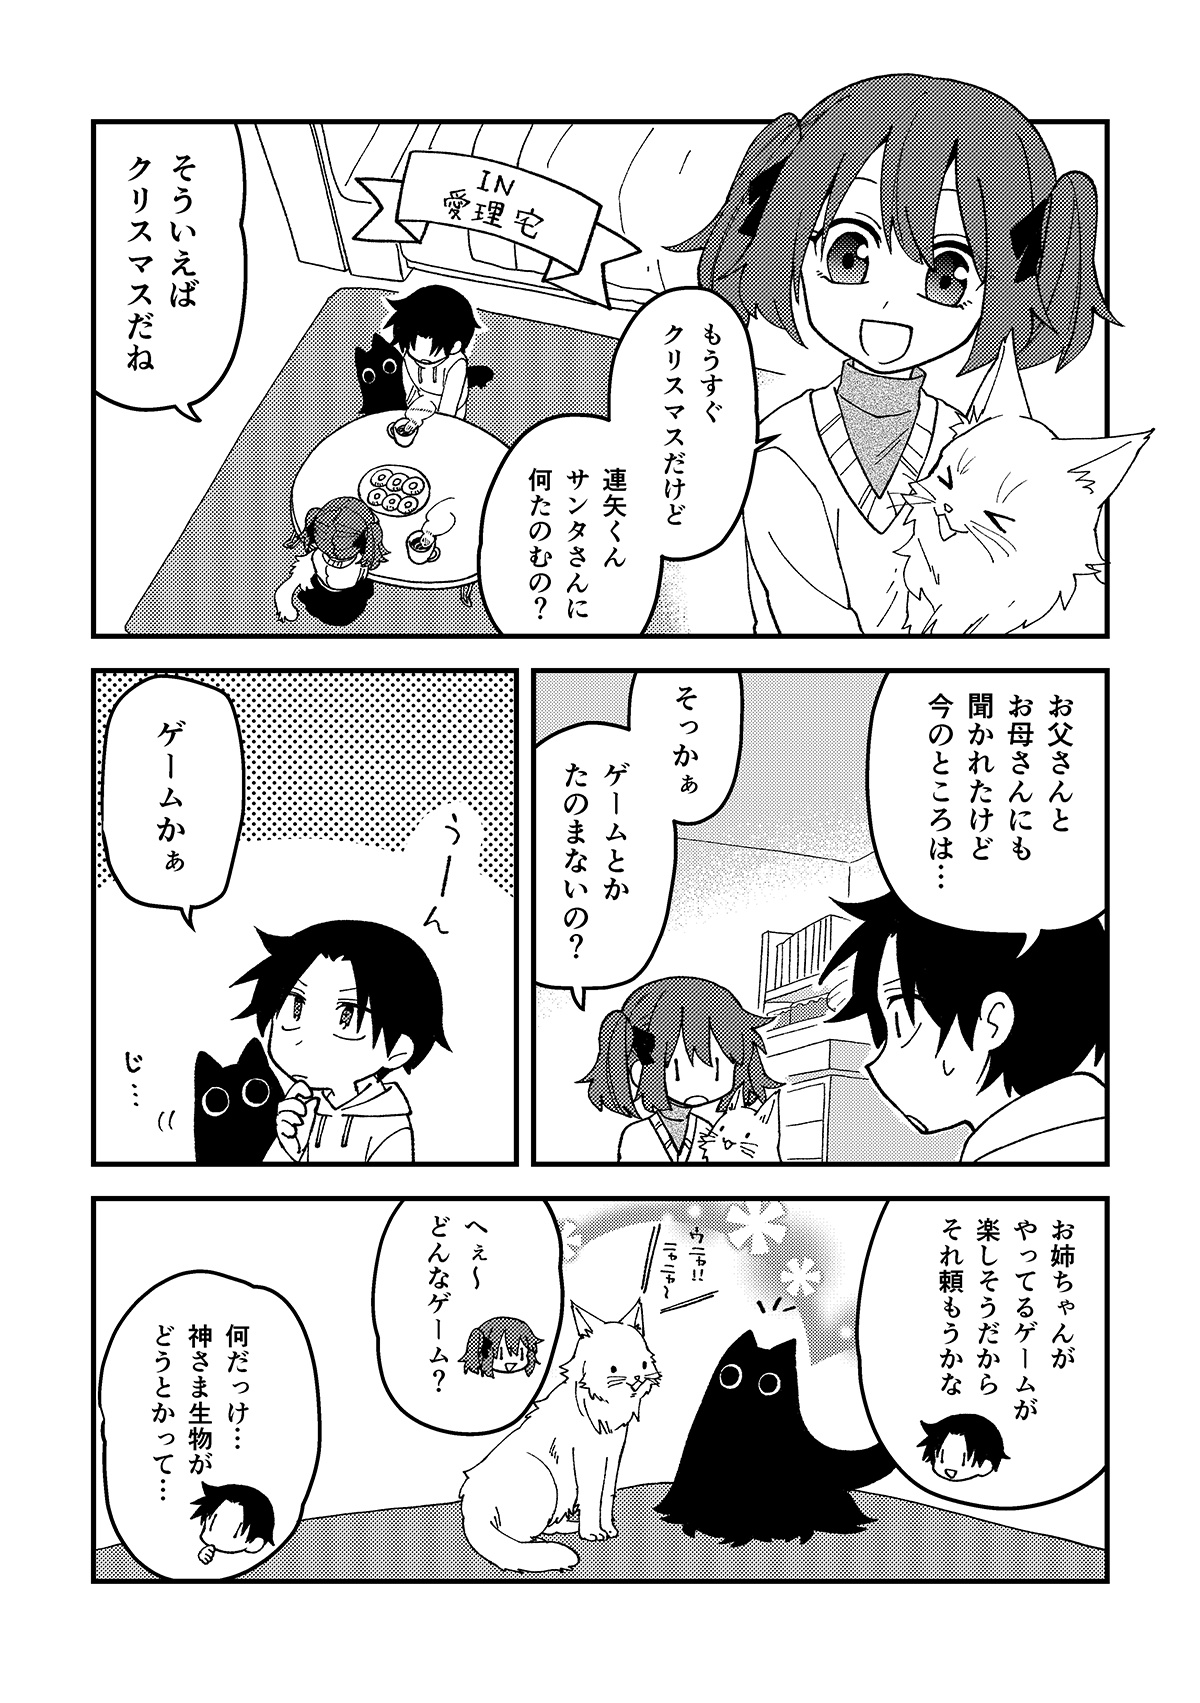 もうすぐ
クリスマスだけど
連矢くん
サンタさんに
何たのむの?
IN
愛理宅
そういえば
クリスマスだね
お父さんと
お母さんにも
聞かれたけど
今のところは…
そっかぁ
ゲームとか
たのまないの?
うーん
ゲームかぁ
じ…
お姉ちゃんが
やってるゲームが
楽しそうだから
それ頼もうかな
ウニャ!!
ニャニャ〜
へぇ〜
どんなゲーム?
何だっけ…
神さま生物が
どうとかって…